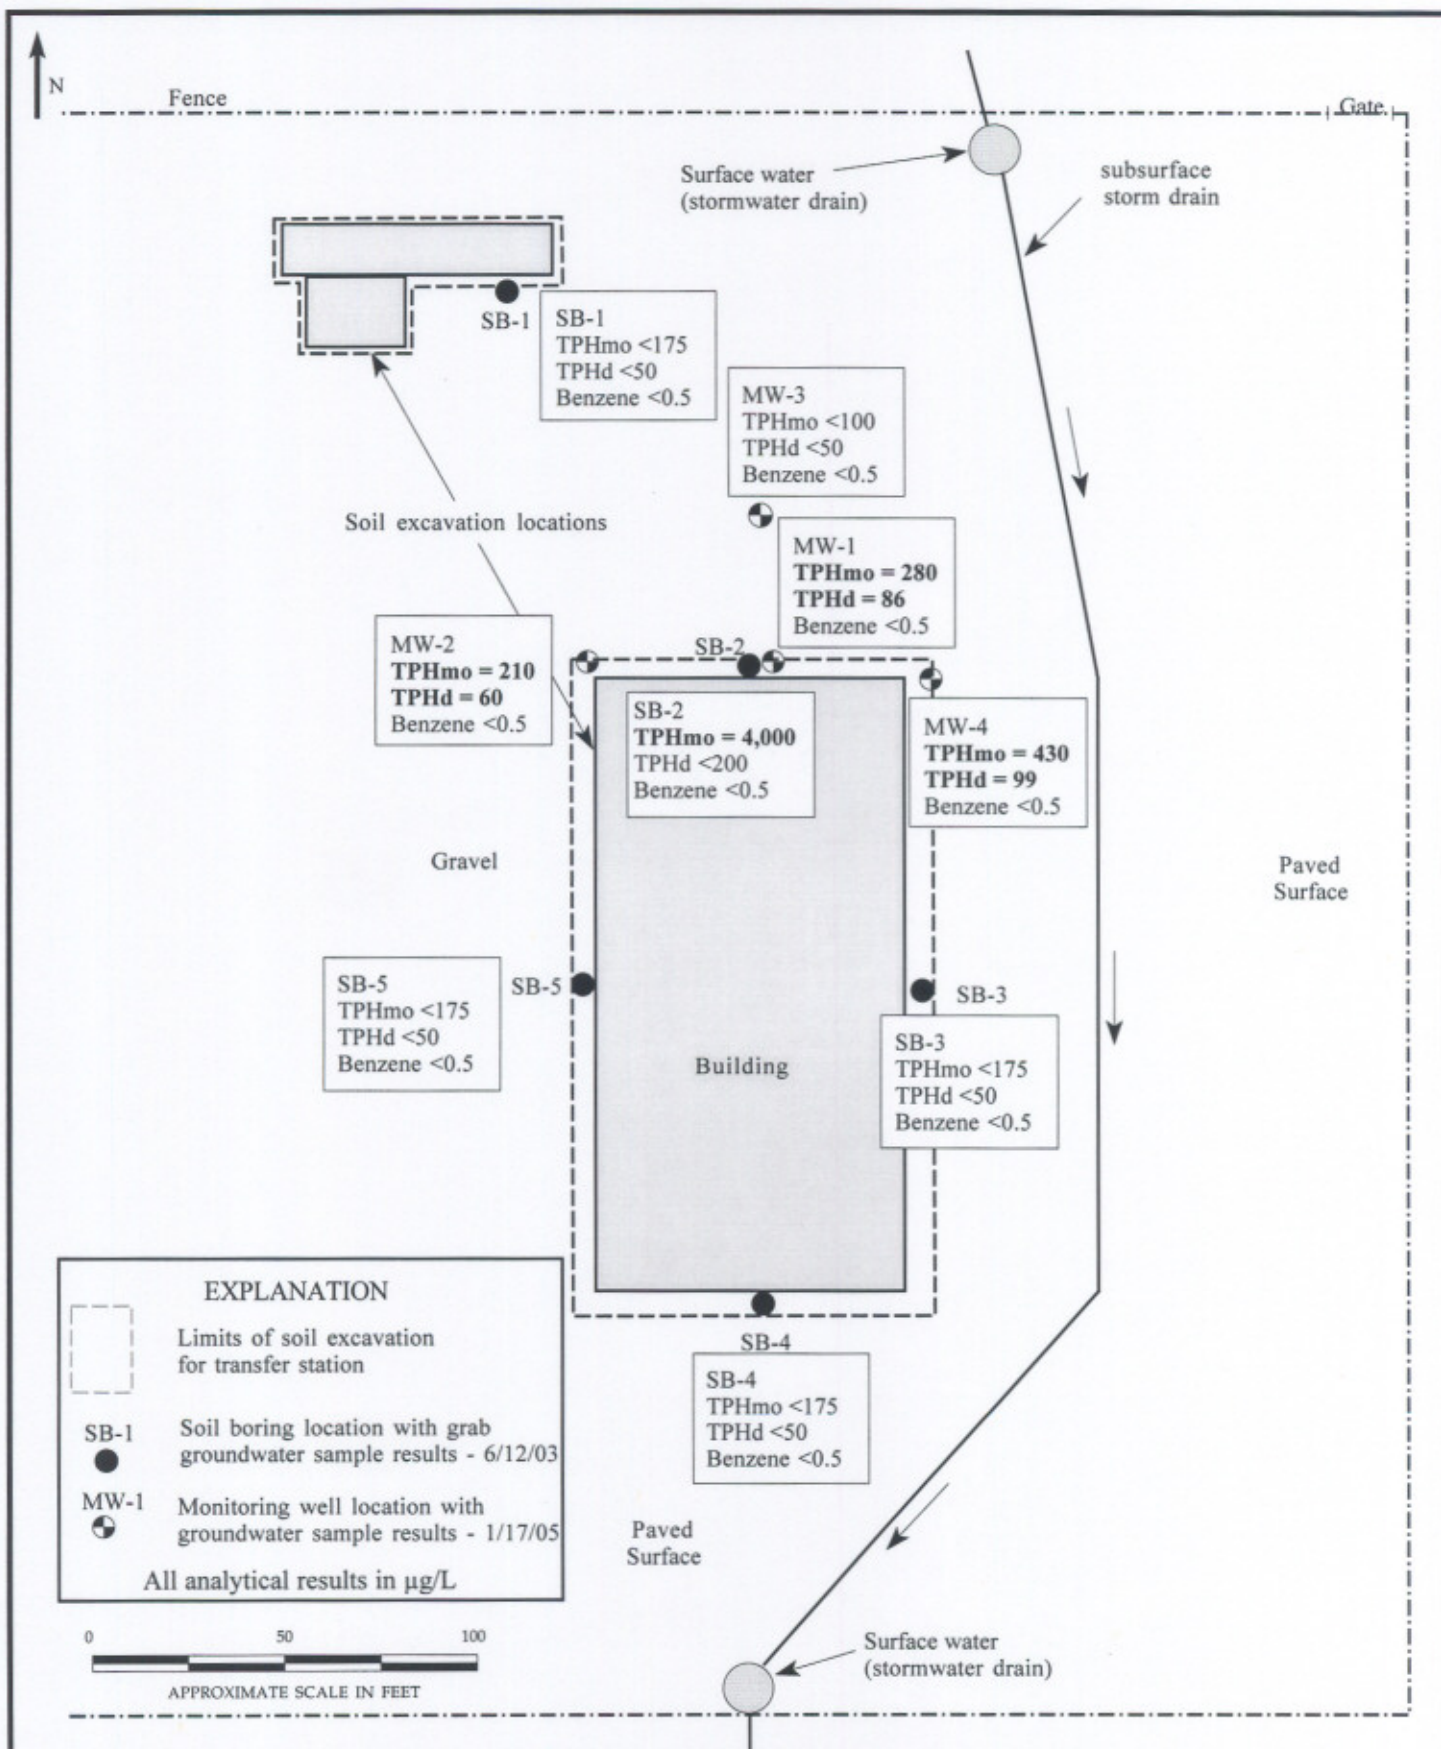 N
Fence
Gate
Surface water
(stormwater drain)
subsurface
storm drain
SB-1
SB-1
TPHmo <175
TPHd <50
Benzene <0.5
MW-3
TPHmo <100
TPHd <50
Benzene <0.5
Soil excavation locations
MW-1
TPHmo = 280
TPHd = 86
Benzene <0.5
MW-2
TPHmo = 210
TPHd = 60
Benzene <0.5
SB-2
SB-2
TPHmo = 4,000
TPHd <200
Benzene <0.5
MW-4
TPHmo = 430
TPHd = 99
Benzene <0.5
Gravel
Paved
Surface
SB-5
TPHmo <175
TPHd <50
Benzene <0.5
SB-5
SB-3
SB-3
TPHmo <175
TPHd <50
Benzene <0.5
Building
SB-4
SB-4
TPHmo <175
TPHd <50
Benzene <0.5
Paved
Surface
EXPLANATION
Limits of soil excavation
for transfer station
SB-1
Soil boring location with grab
groundwater sample results - 6/12/03
MW-1
Monitoring well location with
groundwater sample results - 1/17/05
All analytical results in µg/L
0 50 100
APPROXIMATE SCALE IN FEET
Surface water
(stormwater drain)